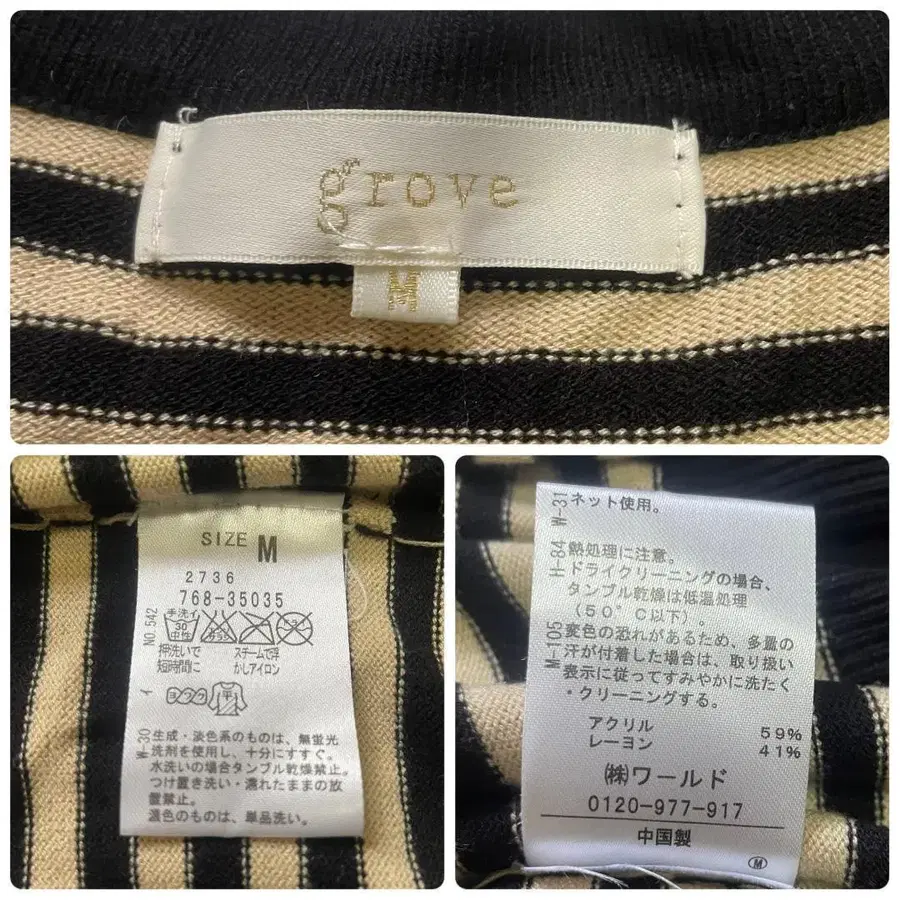 grove
M
SIZE M
2736
768-35035
手洗イ
30
中性
押洗いで
短時間に
スチームで浮
かしアイロン
ヨワク
平
NO.542
イ
W-30
生成・淡色系のものは、無蛍光
洗剤を使用し、十分にすすぐ。
水洗いの場合タンブル乾燥禁止。
つけ置き洗い・濡れたままの放
置禁止。
濃色のものは、単品洗い。
W-31
ネット使用。
H-84
熱処理に注意。
ドライクリーニングの場合、
タンブル乾燥は低温処理
(50゜C以下)
M-105
変色の恐れがあるため、多量の
汗が付着した場合は、取り扱い
表示に従ってすみやかに洗たく
・クリーニングする。
アクリル 59%
レーヨン 41%
㈱ワールド
0120-977-917
中国製
M